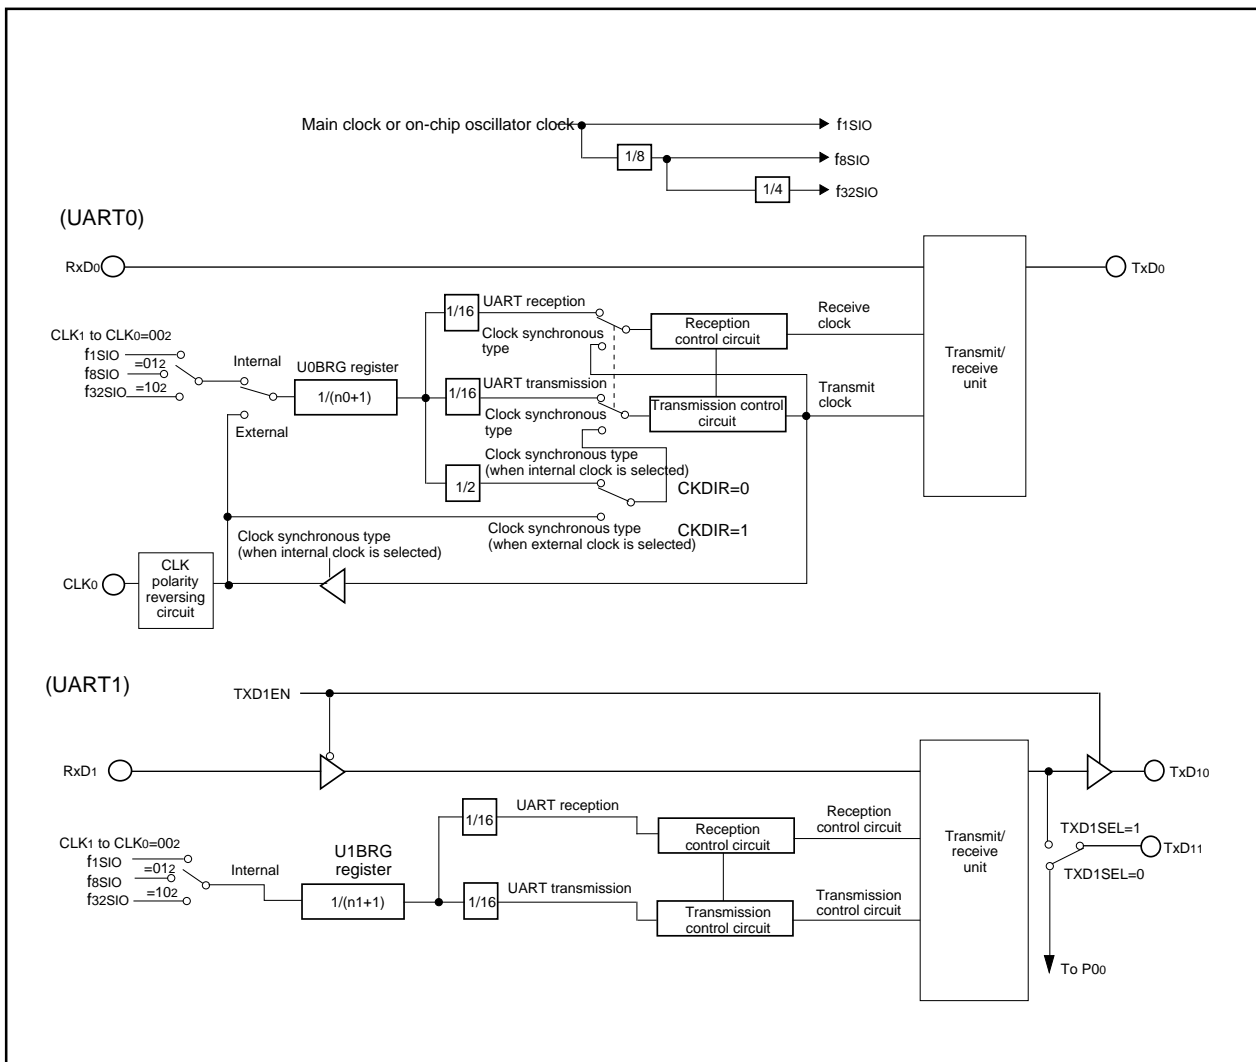 Main clock or on-chip oscillator clock
f1SIO
1/8
f8SIO
1/4
f32SIO
(UART0)
RxD0
TxD0
CLK1 to CLK0=002
f1SIO
=012
f8SIO
=102
f32SIO
Internal
External
U0BRG register
1/(n0+1)
1/16
UART reception
Clock synchronous
type
1/16
UART transmission
Clock synchronous
type
Clock synchronous type
(when internal clock is selected)
1/2
CKDIR=0
Clock synchronous type
(when external clock is selected)
CKDIR=1
Reception
control circuit
Transmission control
circuit
Receive
clock
Transmit
clock
Transmit/
receive
unit
Clock synchronous type
(when internal clock is selected)
CLK0
CLK
polarity
reversing
circuit
(UART1)
TXD1EN
RxD1
TxD10
CLK1 to CLK0=002
f1SIO
=012
f8SIO
=102
f32SIO
Internal
U1BRG
register
1/(n1+1)
1/16
UART reception
1/16
UART transmission
Reception
control circuit
Transmission
control circuit
Reception
control circuit
Transmission
control circuit
Transmit/
receive
unit
TXD1SEL=1
TxD11
TXD1SEL=0
To P00